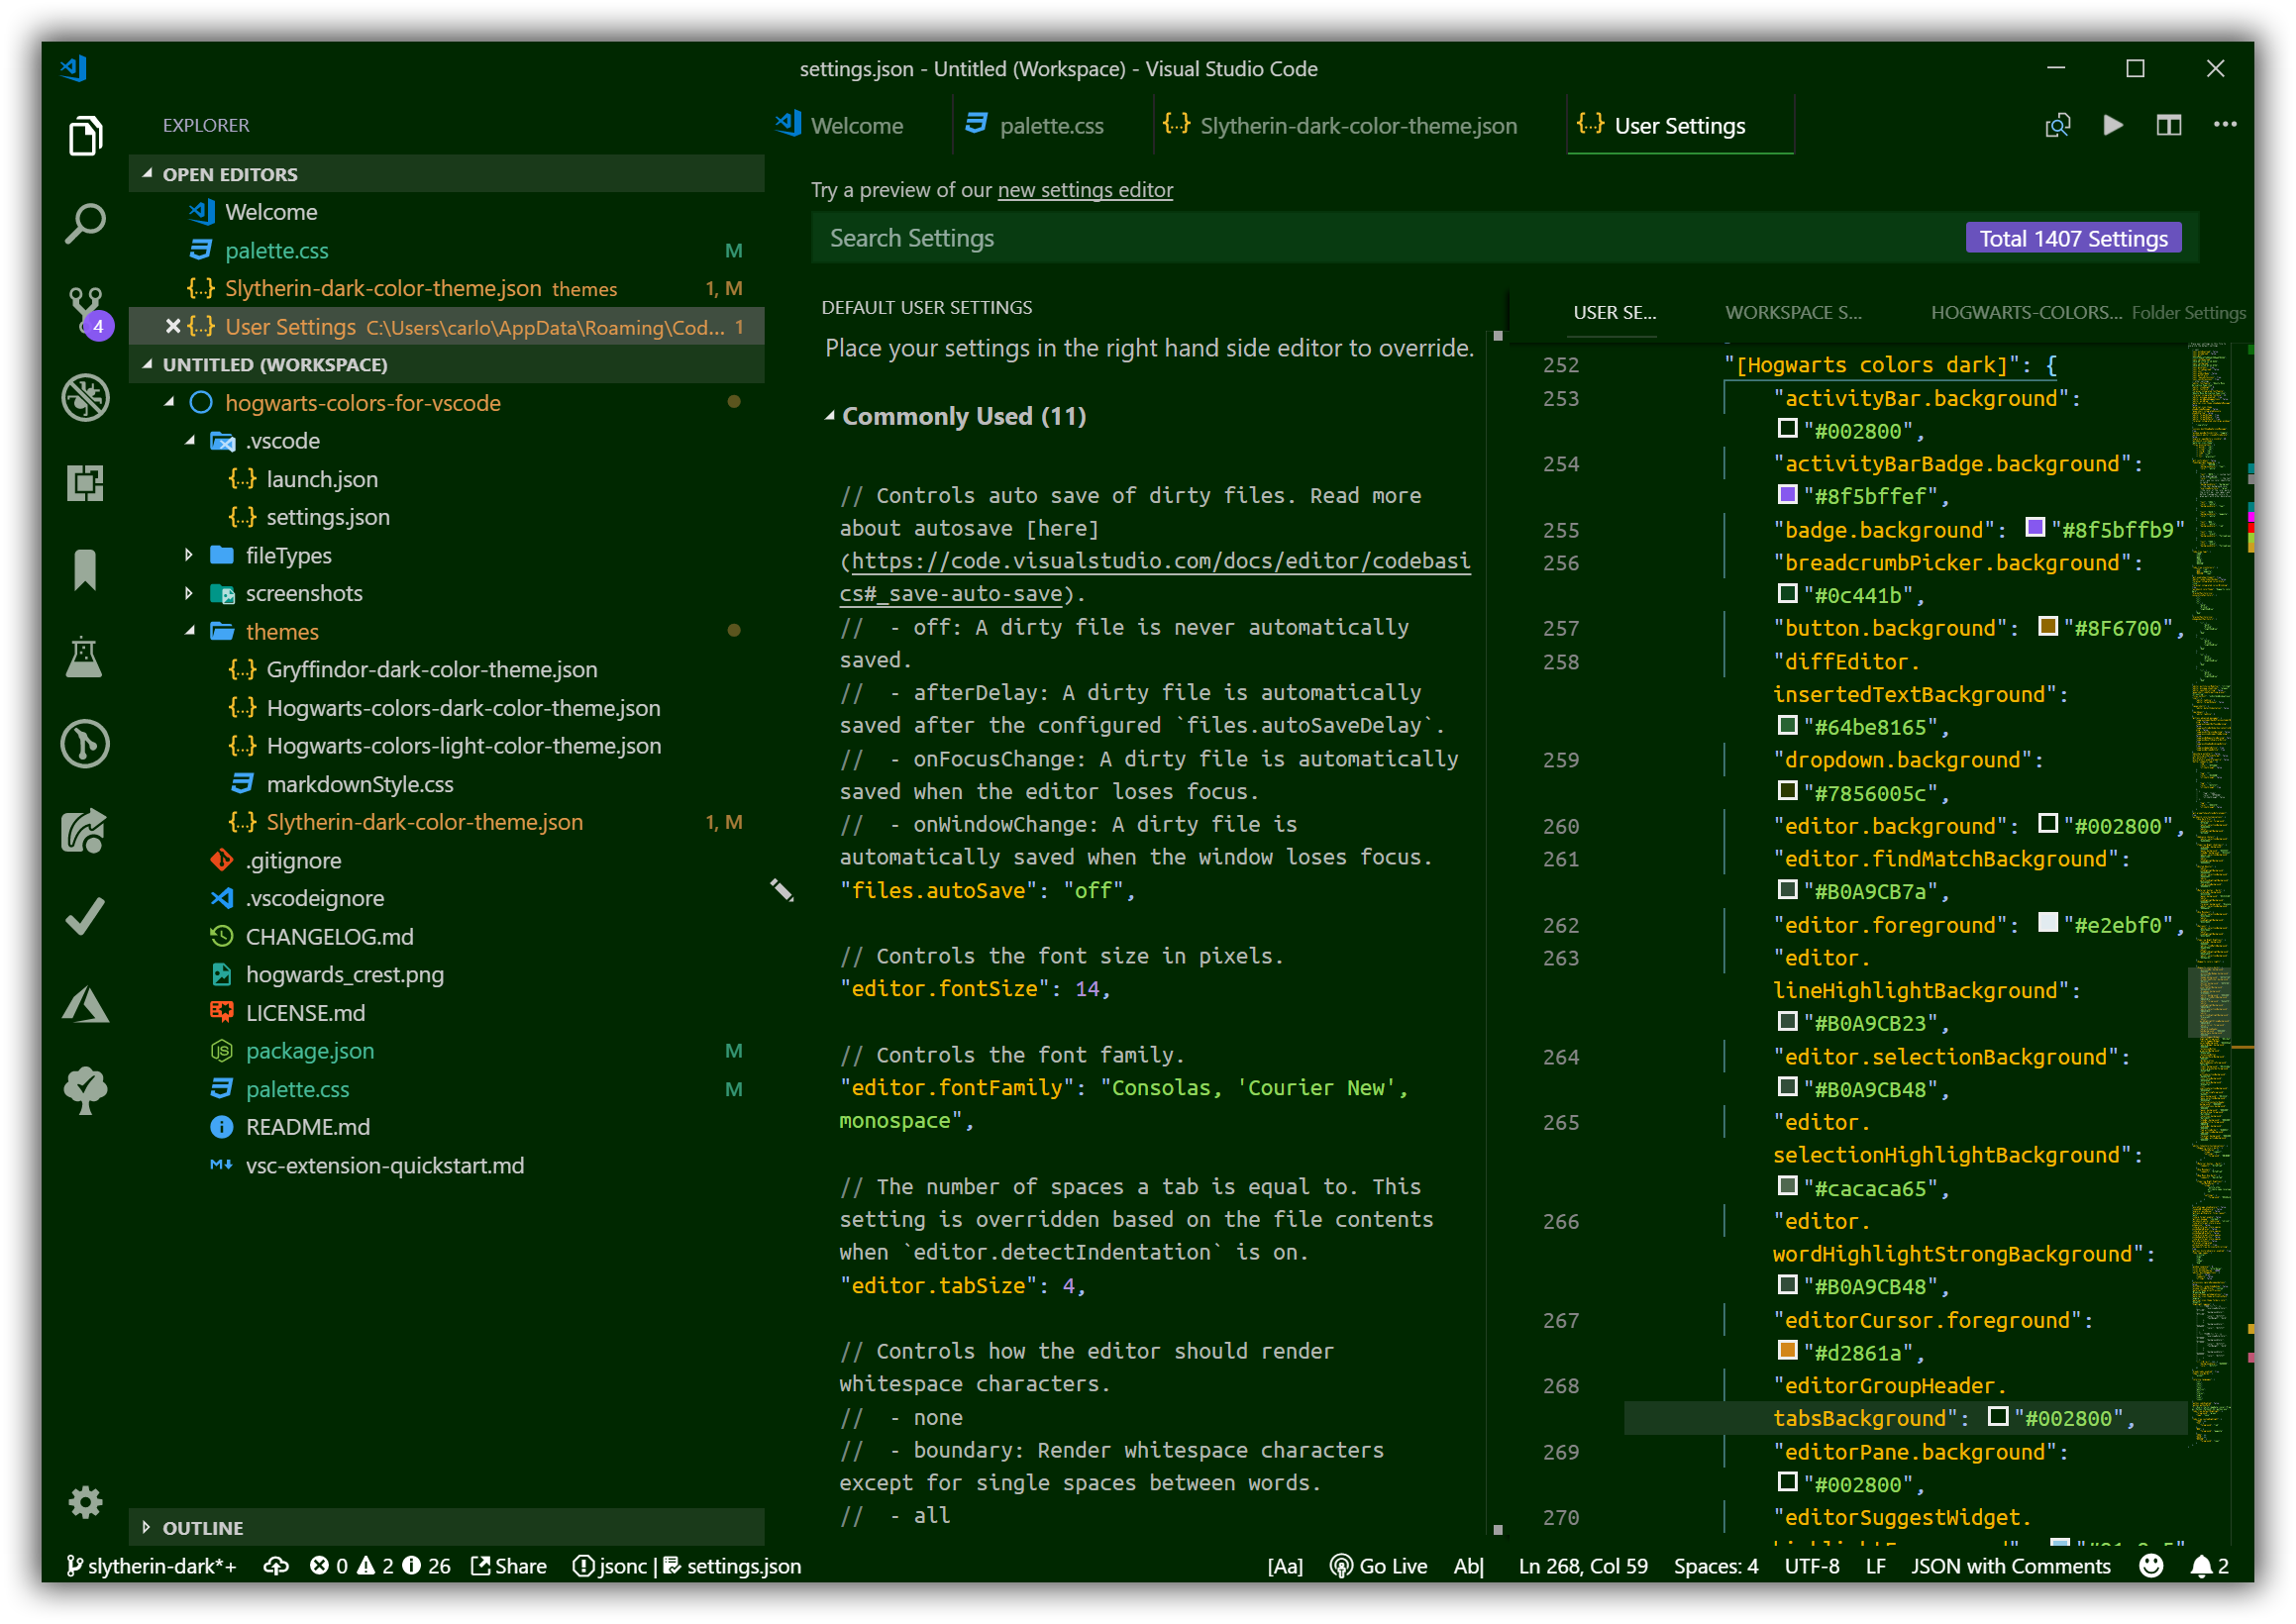 settings.json - Untitled (Workspace) - Visual Studio Code
EXPLORER
OPEN EDITORS
Welcome
palette.css M
Slytherin-dark-color-theme.json themes 1, M
User Settings C:\Users\carlo\AppData\Roaming\Cod... 1
UNTITLED (WORKSPACE)
hogwarts-colors-for-vscode
.vscode
launch.json
settings.json
fileTypes
screenshots
themes
Gryffindor-dark-color-theme.json
Hogwarts-colors-dark-color-theme.json
Hogwarts-colors-light-color-theme.json
markdownStyle.css
Slytherin-dark-color-theme.json 1, M
.gitignore
.vscodeignore
CHANGELOG.md
hogwards_crest.png
LICENSE.md
package.json M
palette.css M
README.md
vsc-extension-quickstart.md
OUTLINE
4
Welcome palette.css Slytherin-dark-color-theme.json User Settings
Try a preview of our new settings editor
Search Settings Total 1407 Settings
DEFAULT USER SETTINGS
Place your settings in the right hand side editor to override.
Commonly Used (11)
// Controls auto save of dirty files. Read more
about autosave [here]
(https://code.visualstudio.com/docs/editor/codebasi
cs#_save-auto-save).
//  - off: A dirty file is never automatically
saved.
//  - afterDelay: A dirty file is automatically
saved after the configured `files.autoSaveDelay`.
//  - onFocusChange: A dirty file is automatically
saved when the editor loses focus.
//  - onWindowChange: A dirty file is
automatically saved when the window loses focus.
"files.autoSave": "off",
// Controls the font size in pixels.
"editor.fontSize": 14,
// Controls the font family.
"editor.fontFamily": "Consolas, 'Courier New',
monospace",
// The number of spaces a tab is equal to. This
setting is overridden based on the file contents
when `editor.detectIndentation` is on.
"editor.tabSize": 4,
// Controls how the editor should render
whitespace characters.
//  - none
//  - boundary: Render whitespace characters
except for single spaces between words.
//  - all
USER SE... WORKSPACE S... HOGWARTS-COLORS... Folder Settings
252 "[Hogwarts colors dark]": {
253 "activityBar.background":
"#002800",
254 "activityBarBadge.background":
"#8f5bffef",
255 "badge.background": "#8f5bffb9"
256 "breadcrumbPicker.background":
"#0c441b",
257 "button.background": "#8F6700",
258 "diffEditor.
insertedTextBackground":
"#64be8165",
259 "dropdown.background":
"#7856005c",
260 "editor.background": "#002800",
261 "editor.findMatchBackground":
"#B0A9CB7a",
262 "editor.foreground": "#e2ebf0",
263 "editor.
lineHighlightBackground":
"#B0A9CB23",
264 "editor.selectionBackground":
"#B0A9CB48",
265 "editor.
selectionHighlightBackground":
"#cacaca65",
266 "editor.
wordHighlightStrongBackground":
"#B0A9CB48",
267 "editorCursor.foreground":
"#d2861a",
268 "editorGroupHeader.
tabsBackground": "#002800",
269 "editorPane.background":
"#002800",
270 "editorSuggestWidget.
slytherin-dark*+ 0 2 26 Share jsonc | settings.json [Aa] Go Live Ab| Ln 268, Col 59 Spaces: 4 UTF-8 LF JSON with Comments 2